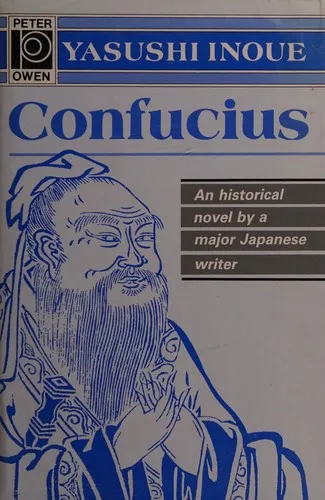 PETER
OWEN
YASUSHI INOUE
Confucius
An historical
novel by a
major Japanese
writer